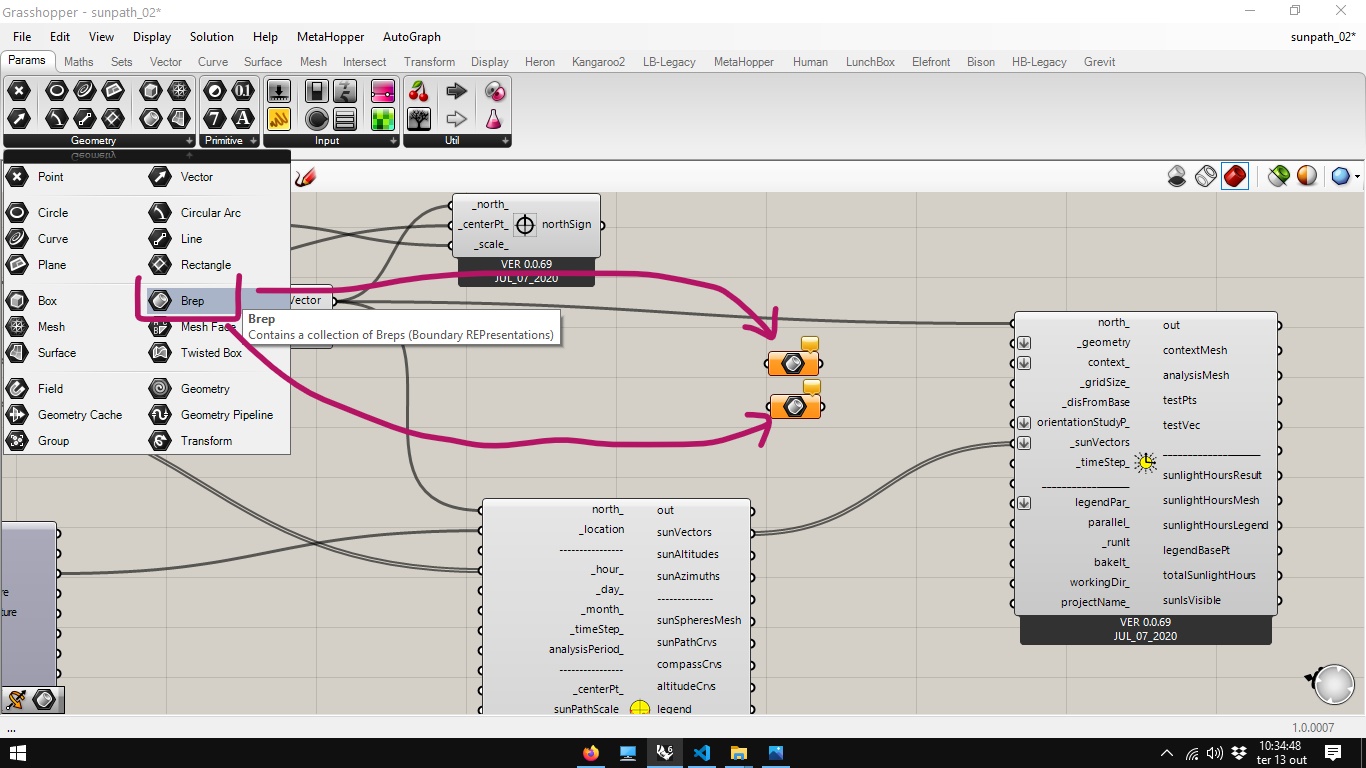 Grasshopper - sunpath_02*
File Edit View Display Solution Help MetaHopper AutoGraph sunpath_02*
Params Maths Sets Vector Curve Surface Mesh Intersect Transform Display Heron Kangaroo2 LB-Legacy MetaHopper Human LunchBox Elefront Bison HB-Legacy Grevit
Geometry Primitive Input Util
Geometry
Point Vector
Circle Circular Arc
Curve Line
Plane Rectangle
Box Brep
Mesh Mesh Face
Surface Twisted Box
Field Geometry
Geometry Cache Geometry Pipeline
Group Transform
Brep
Contains a collection of Breps (Boundary REPresentations)
Vector
_north_
_centerPt_ northSign
_scale_
VER 0.0.69
JUL_07_2020
north_ out
_location sunVectors
---------------- sunAltitudes
_hour_ sunAzimuths
_day_ --------------
_month_ sunSpheresMesh
_timeStep_ sunPathCrvs
analysisPeriod_ compassCrvs
---------------- altitudeCrvs
_centerPt_ legend
_sunPathScale_
north_ out
_geometry contextMesh
context_ analysisMesh
_gridSize_ testPts
_disFromBase testVec
orientationStudyP_ ___________________
_sunVectors sunlightHoursResult
_timeStep_ sunlightHoursMesh
_________________ sunlightHoursLegend
legendPar_ legendBasePt
parallel_ totalSunlightHours
_runIt sunIsVisible
bakeIt_
workingDir_
projectName_
VER 0.0.69
JUL_07_2020
... 1.0.0007
10:34:48
ter 13 out